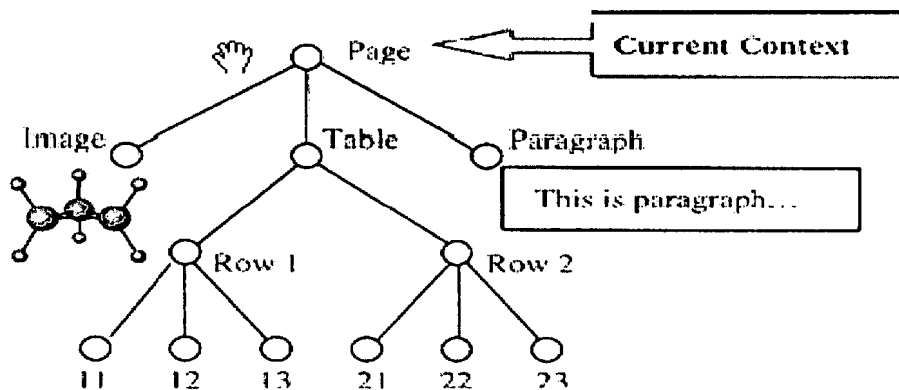 Page
Current Context
Image
Table
Paragraph
This is paragraph...
Row 1
Row 2
11 12 13 21 22 23